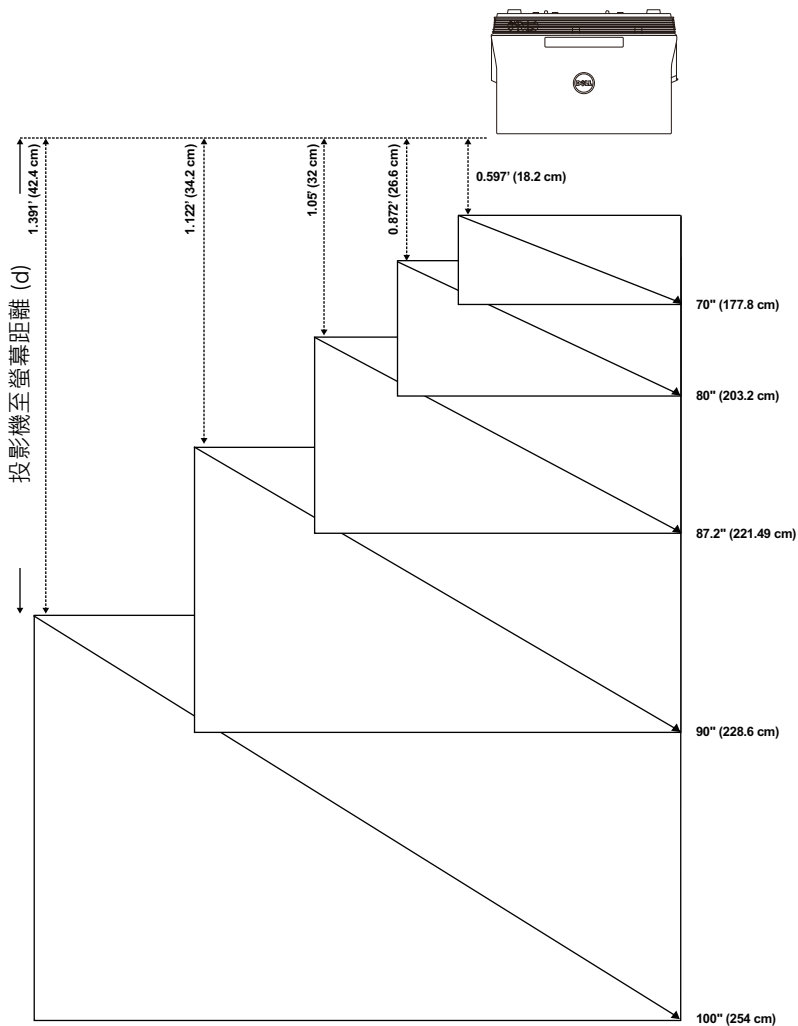 DELL
投影機至螢幕距離 (d)
1.391' (42.4 cm)
1.122' (34.2 cm)
1.05' (32 cm)
0.872' (26.6 cm)
0.597' (18.2 cm)
70" (177.8 cm)
80" (203.2 cm)
87.2" (221.49 cm)
90" (228.6 cm)
100" (254 cm)